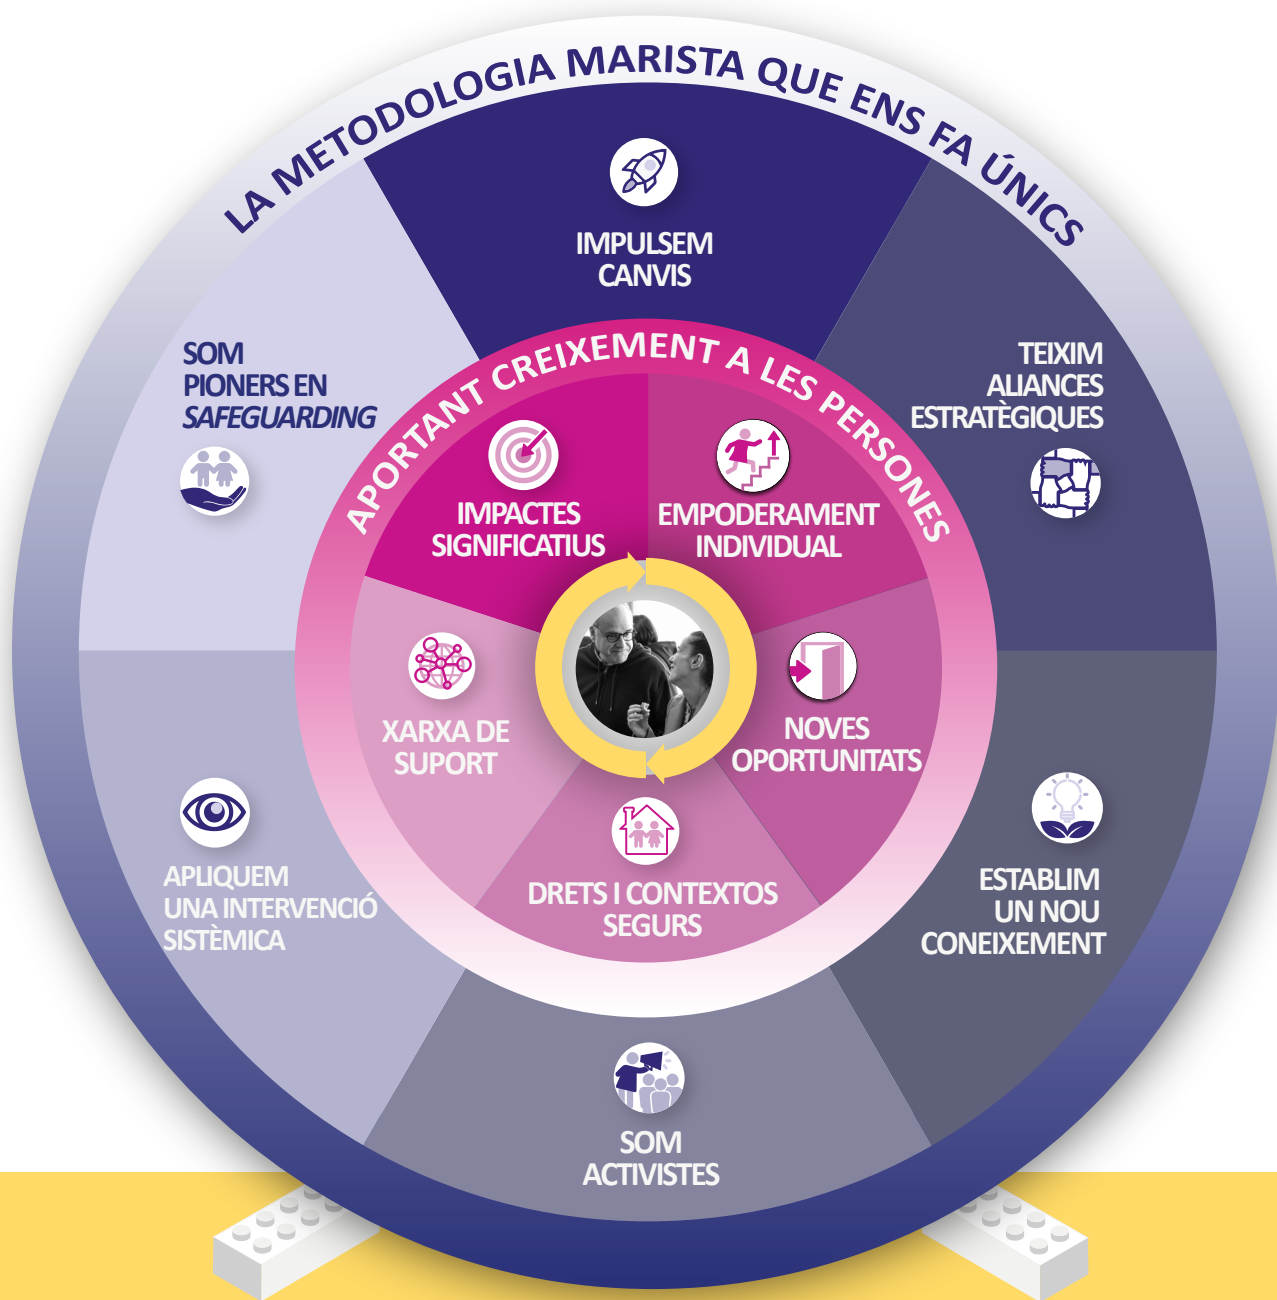 LA METODOLOGIA MARISTA QUE ENS FA ÚNICS
IMPULSEM
CANVIS
SOM
PIONERS EN
SAFEGUARDING
TEIXIM
ALIANCES
ESTRATÈGIQUES
APORTANT CREIXEMENT A LES PERSONES
IMPACTES
SIGNIFICATIUS
EMPODERAMENT
INDIVIDUAL
XARXA DE
SUPORT
NOVES
OPORTUNITATS
DRETS I CONTEXTOS
SEGURS
APLIQUEM
UNA INTERVENCIÓ
SISTÈMICA
ESTABLIM
UN NOU
CONEIXEMENT
SOM
ACTIVISTES